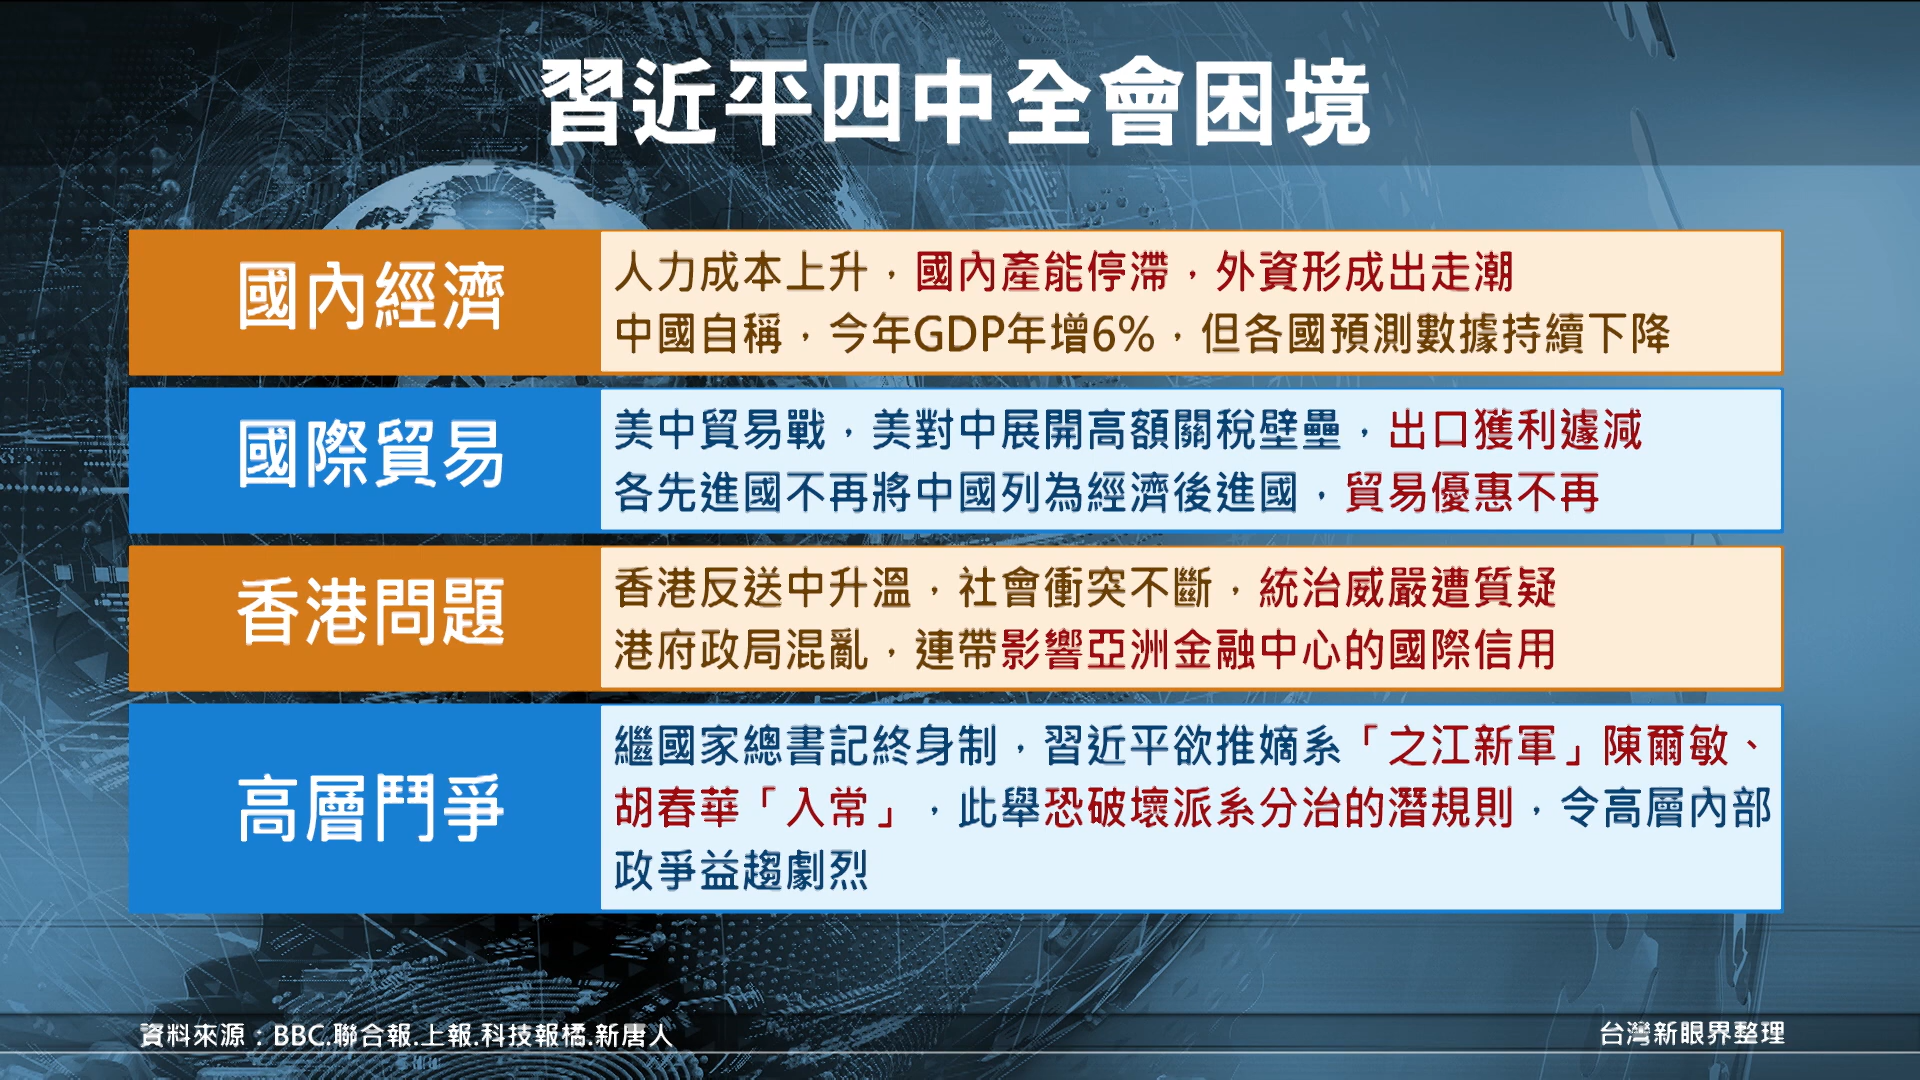 習近平四中全會困境
國內經濟
人力成本上升，國內產能停滯，外資形成出走潮
中國自稱，今年GDP年增6%，但各國預測數據持續下降
國際貿易
美中貿易戰，美對中展開高額關稅壁壘，出口獲利遽減
各先進國不再將中國列為經濟後進國，貿易優惠不再
香港問題
香港反送中升溫，社會衝突不斷，統治威嚴遭質疑
港府政局混亂，連帶影響亞洲金融中心的國際信用
高層鬥爭
繼國家總書記終身制，習近平欲推嫡系「之江新軍」陳爾敏、
胡春華「入常」，此舉恐破壞派系分治的潛規則，令高層內部
政爭益趨劇烈
資料來源：BBC.聯合報.上報.科技報橘.新唐人
台灣新眼界整理